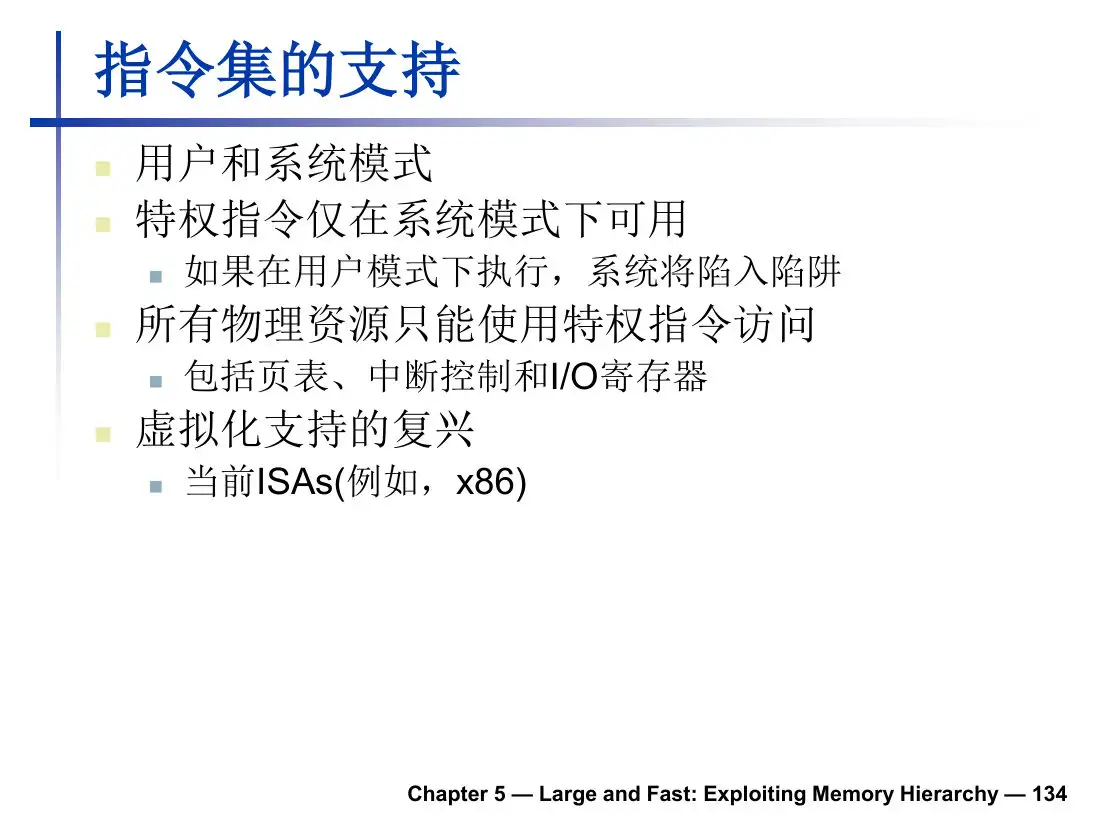 指令集的支持
用户和系统模式
特权指令仅在系统模式下可用
如果在用户模式下执行，系统将陷入陷阱
所有物理资源只能使用特权指令访问
包括页表、中断控制和I/O寄存器
虚拟化支持的复兴
当前ISAs(例如，x86)
Chapter 5 — Large and Fast: Exploiting Memory Hierarchy — 134